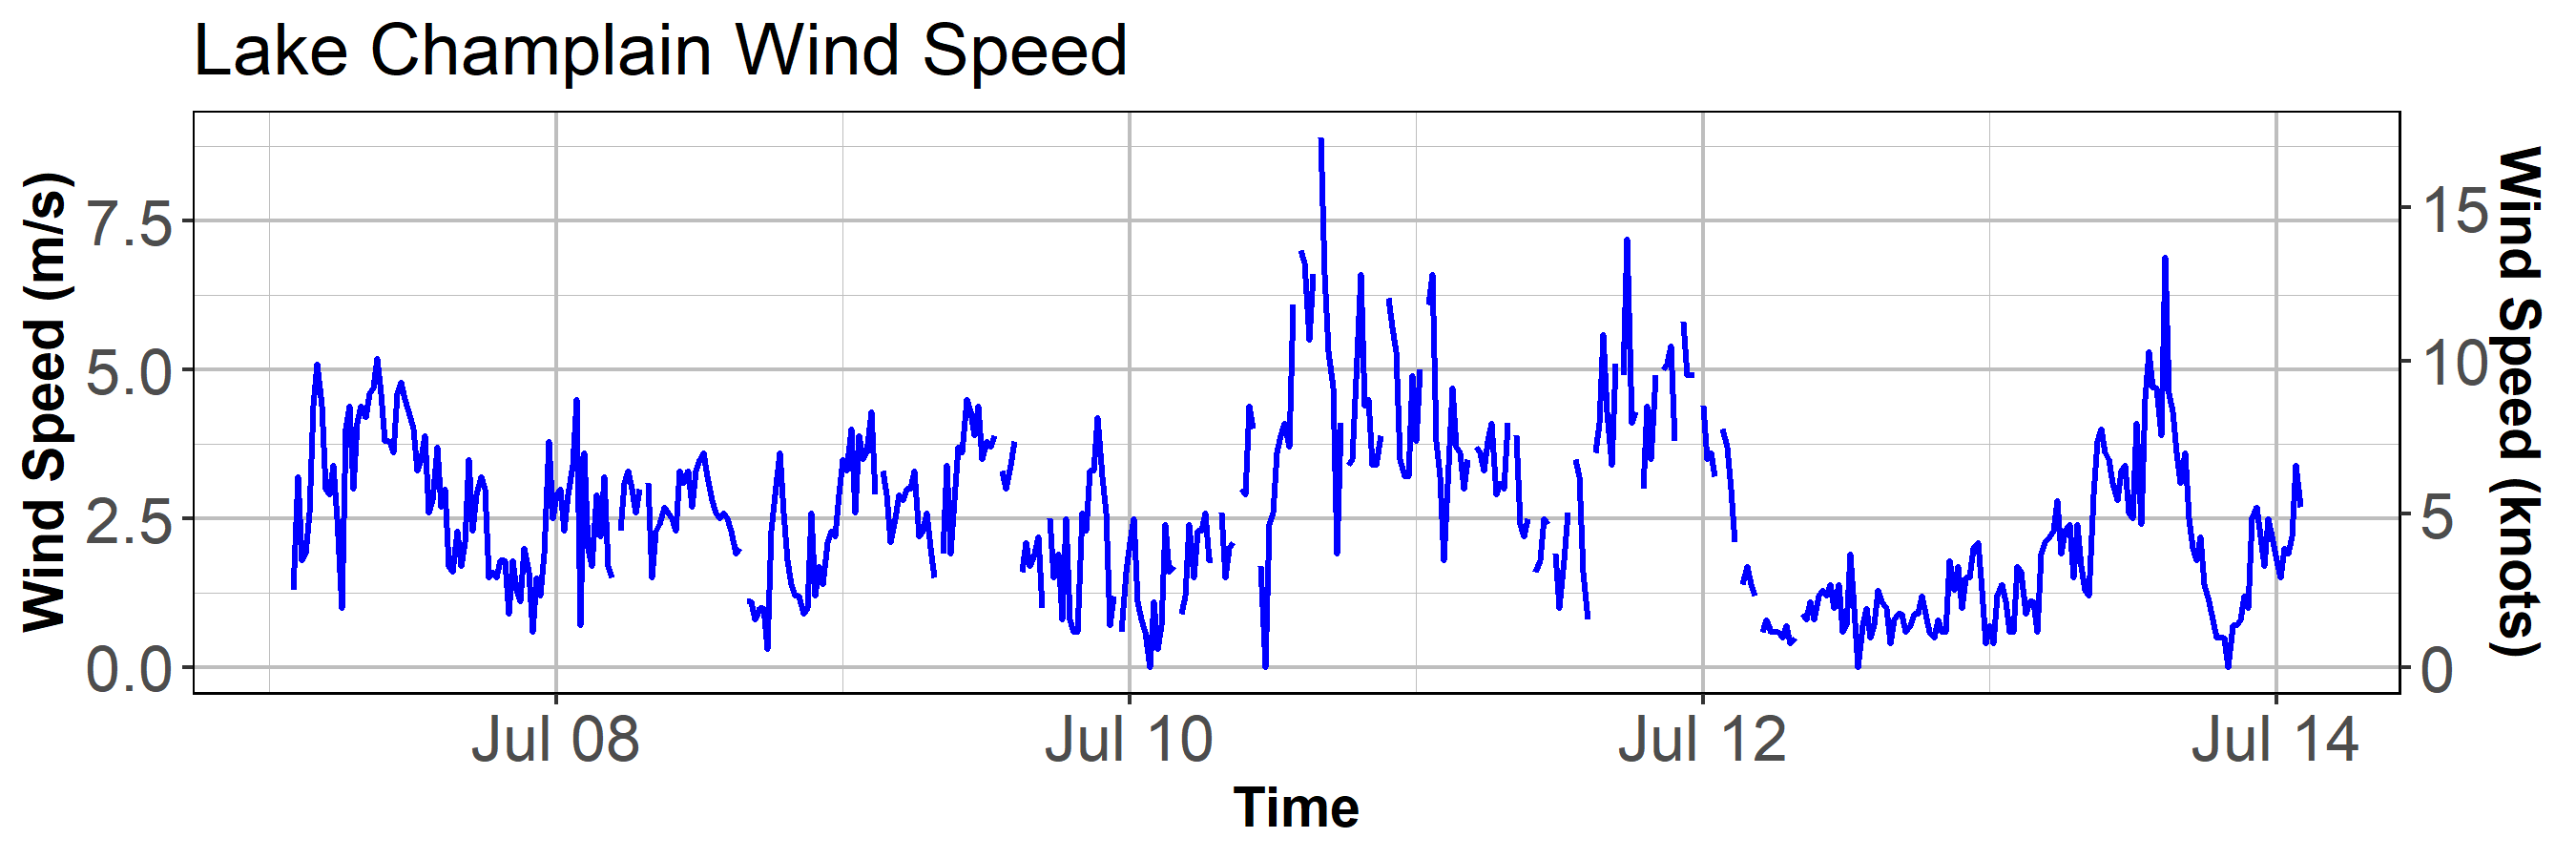 Lake Champlain Wind Speed
Wind Speed (m/s)
7.5
5.0
2.5
0.0
15
10
5
0
Wind Speed (knots)
Jul 08
Jul 10
Jul 12
Jul 14
Time